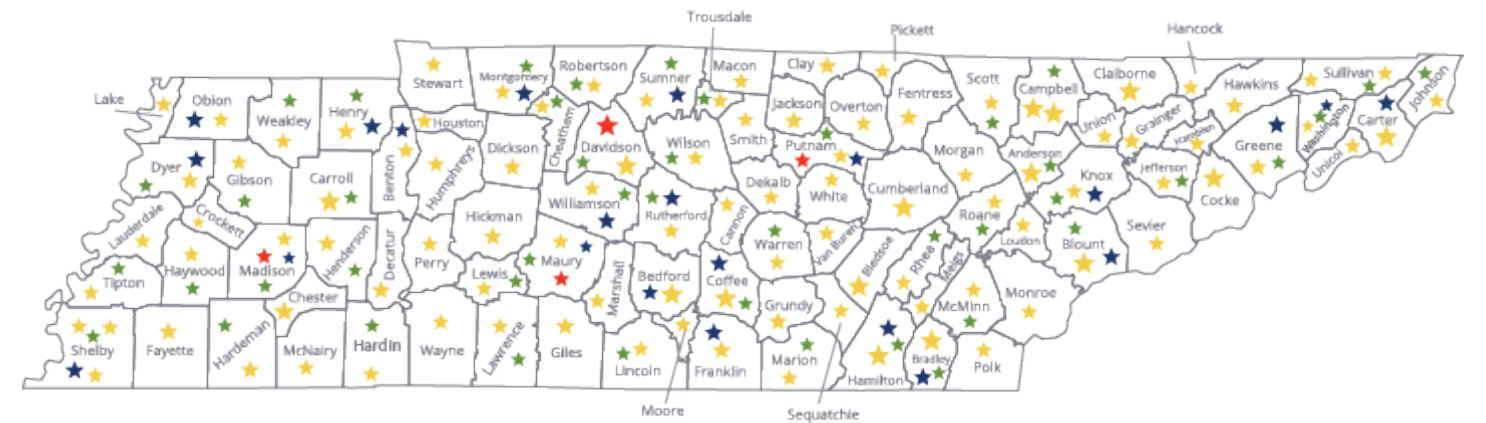 Trousdale
Pickett
Hancock
Lake
Obion
Weakley
Henry
Stewart
Montgomery
Robertson
Sumner
Macon
Clay
Jackson
Overton
Fentress
Scott
Campbell
Claiborne
Hawkins
Sullivan
Johnson
Carter
Washington
Unicoi
Greene
Hamblen
Grainger
Union
Houston
Cheatham
Dickson
Davidson
Wilson
Smith
Putnam
Morgan
Anderson
Knox
Jefferson
Cocke
Sevier
Dyer
Gibson
Carroll
Benton
Humphreys
Hickman
Williamson
Rutherford
Cannon
Dekalb
White
Cumberland
Roane
Loudon
Blount
Lauderdale
Crockett
Haywood
Madison
Henderson
Decatur
Perry
Lewis
Maury
Marshall
Bedford
Coffee
Warren
Van Buren
Bledsoe
Rhea
Meigs
McMinn
Monroe
Tipton
Chester
Grundy
Shelby
Fayette
Hardeman
McNairy
Hardin
Wayne
Lawrence
Giles
Lincoln
Franklin
Marion
Hamilton
Bradley
Polk
Moore
Sequatchie